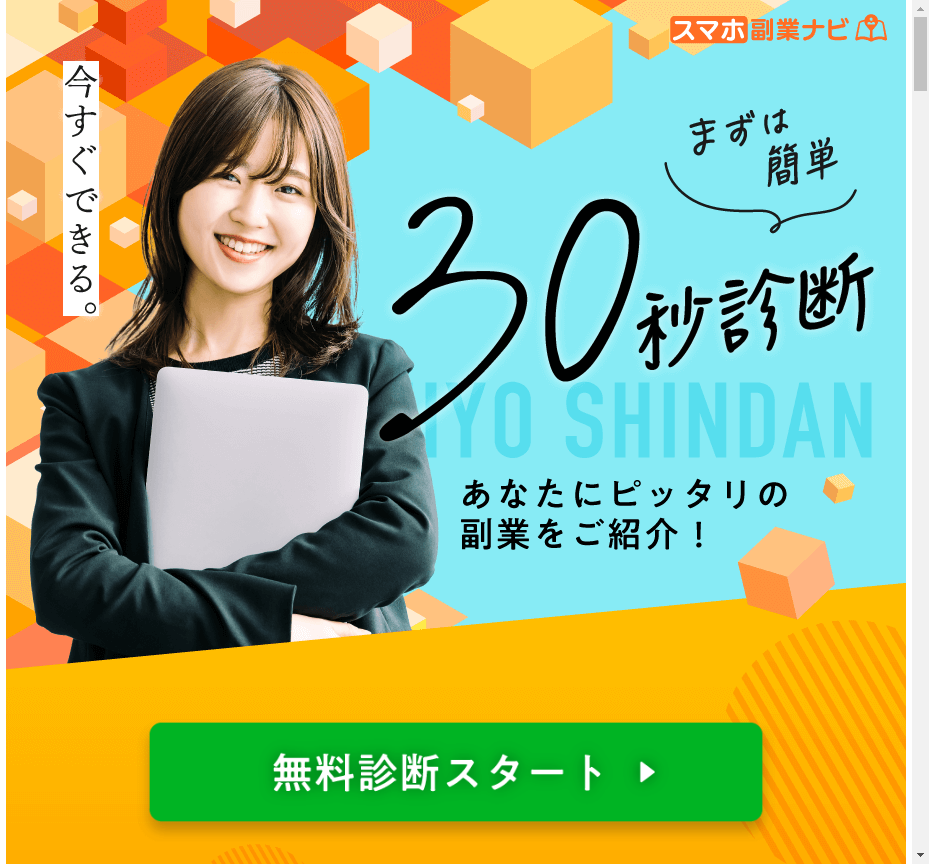 スマホ副業ナビ
今すぐできる。
まずは
簡単
30秒診断
IYO SHINDAN
あなたにピッタリの
副業をご紹介！
無料診断スタート